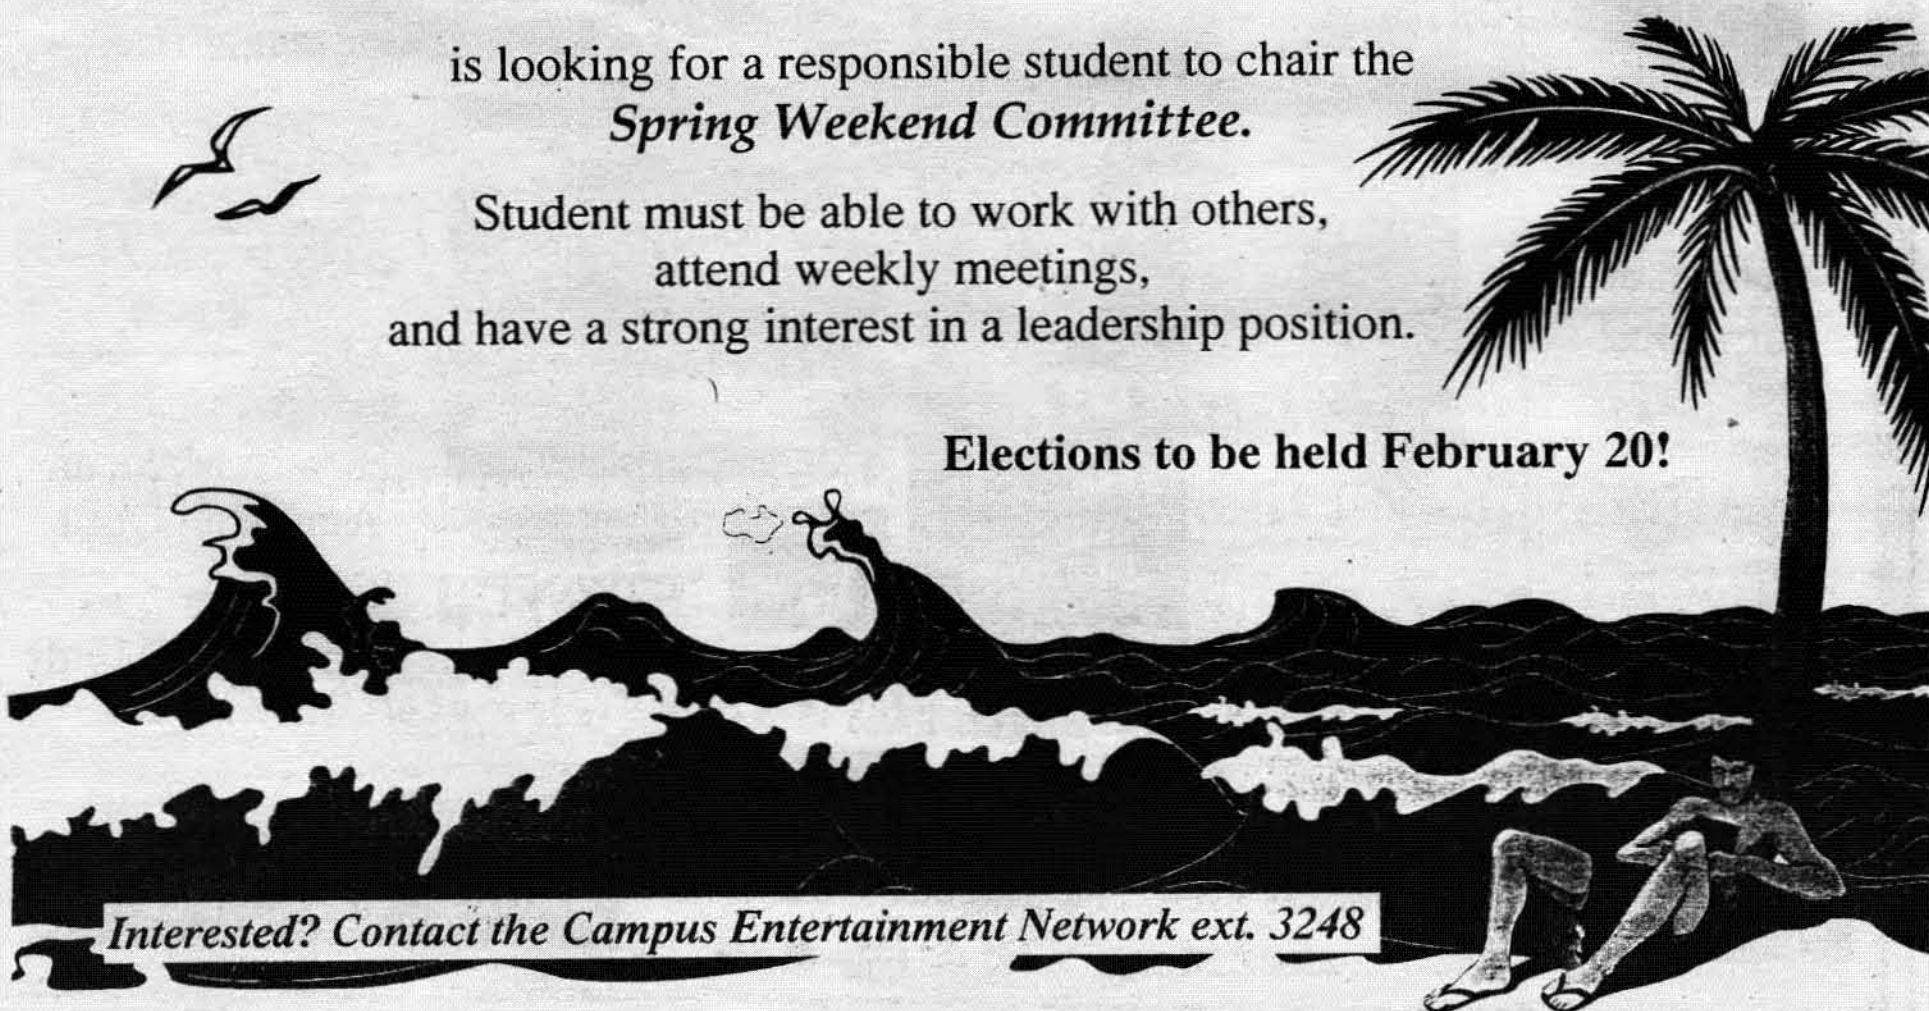 is looking for a responsible student to chair the
Spring Weekend Committee.
Student must be able to work with others,
attend weekly meetings,
and have a strong interest in a leadership position.
Elections to be held February 20!
Interested? Contact the Campus Entertainment Network ext. 3248